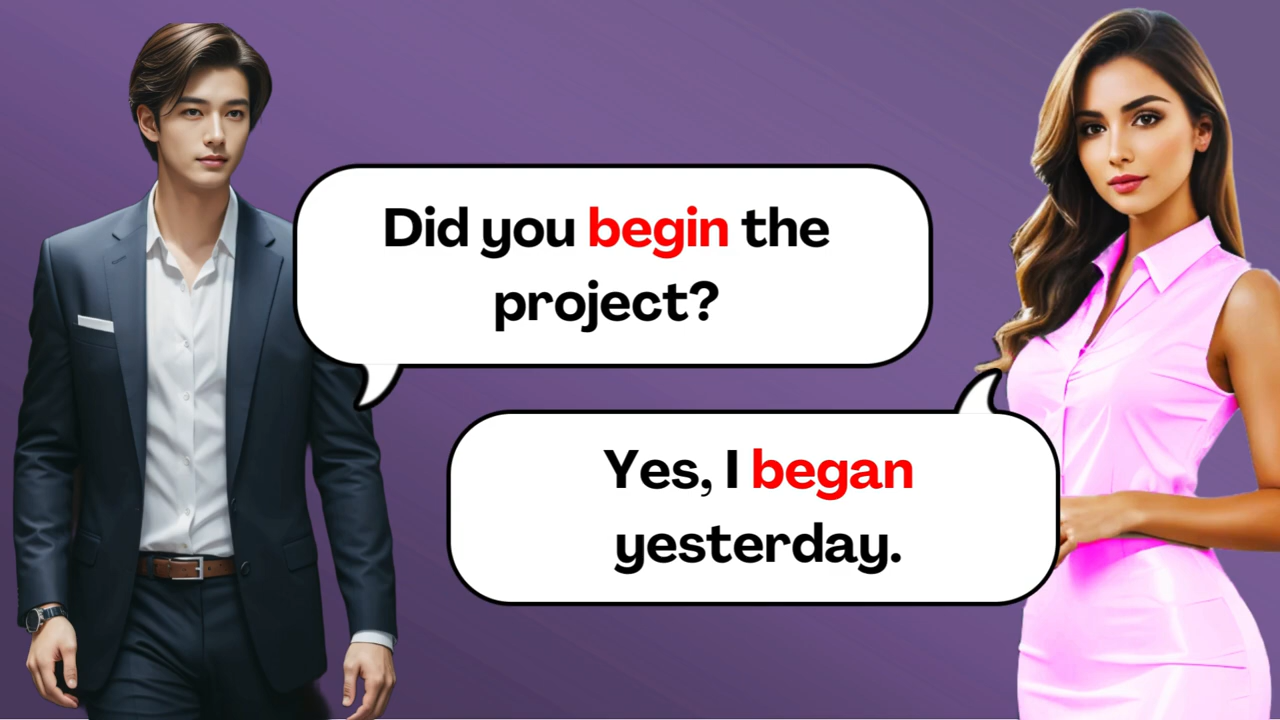 Did you begin the
project?
Yes, I began
yesterday.